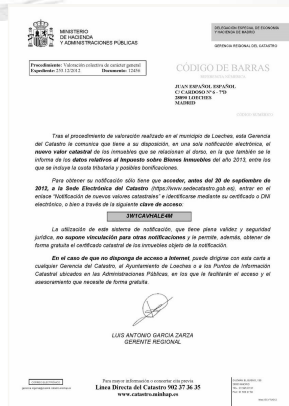 MINISTERIO
DE HACIENDA
Y ADMINISTRACIONES PÚBLICAS
DELEGACIÓN ESPECIAL DE ECONOMÍA
Y HACIENDA DE MADRID
GERENCIA REGIONAL DEL CATASTRO
Procedimiento: Valoración colectiva de carácter general
Expediente: 250.12/2012 Documento: 12456
CÓDIGO DE BARRAS
JUAN ESPAÑOL ESPAÑOL
C/ CARDOSO Nº 6 - 7ºD
28890 LOECHES
MADRID
Tras el procedimiento de valoración realizado en el municipio de Loeches, esta Gerencia
del Catastro le comunica que tiene a su disposición, en una sola notificación electrónica, el
nuevo valor catastral de los inmuebles que se relacionan al dorso, en la que también se le
informa de los datos relativos al Impuesto sobre Bienes Inmuebles del año 2013, entre los
que se incluye la cuota tributaria y posibles bonificaciones.
Para obtener su notificación sólo tiene que acceder, antes del 20 de septiembre de
2012, a la Sede Electrónica del Catastro (https://www.sedecatastro.gob.es), entrar en el
enlace “Notificación de nuevos valores catastrales” e identificarse mediante su certificado o DNI
electrónico, o bien a través de la siguiente clave de acceso:
3W1CAVHALE4M
La utilización de este sistema de notificación, que tiene plena validez y seguridad
jurídica, no supone vinculación para otras notificaciones y le permite, además, obtener de
forma gratuita el certificado catastral de los inmuebles objeto de la notificación.
En el caso de que no disponga de acceso a Internet, puede dirigirse con esta carta a
cualquier Gerencia del Catastro, al Ayuntamiento de Loeches o a los Puntos de Información
Catastral ubicados en las Administraciones Públicas, en los que le facilitarán el acceso y el
asesoramiento que necesite de forma gratuita.
LUIS ANTONIO GARCIA ZARZA
GERENTE REGIONAL
Para mayor información o concertar cita previa
Línea Directa del Catastro 902 37 36 35
www.catastro.minhap.es